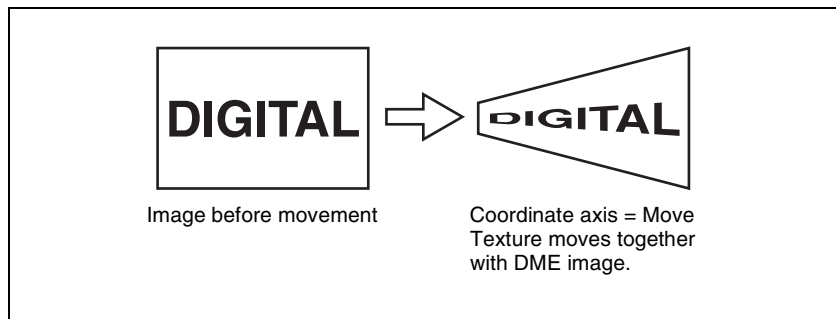 DIGITAL
DIGITAL
Image before movement
Coordinate axis = Move
Texture moves together
with DME image.